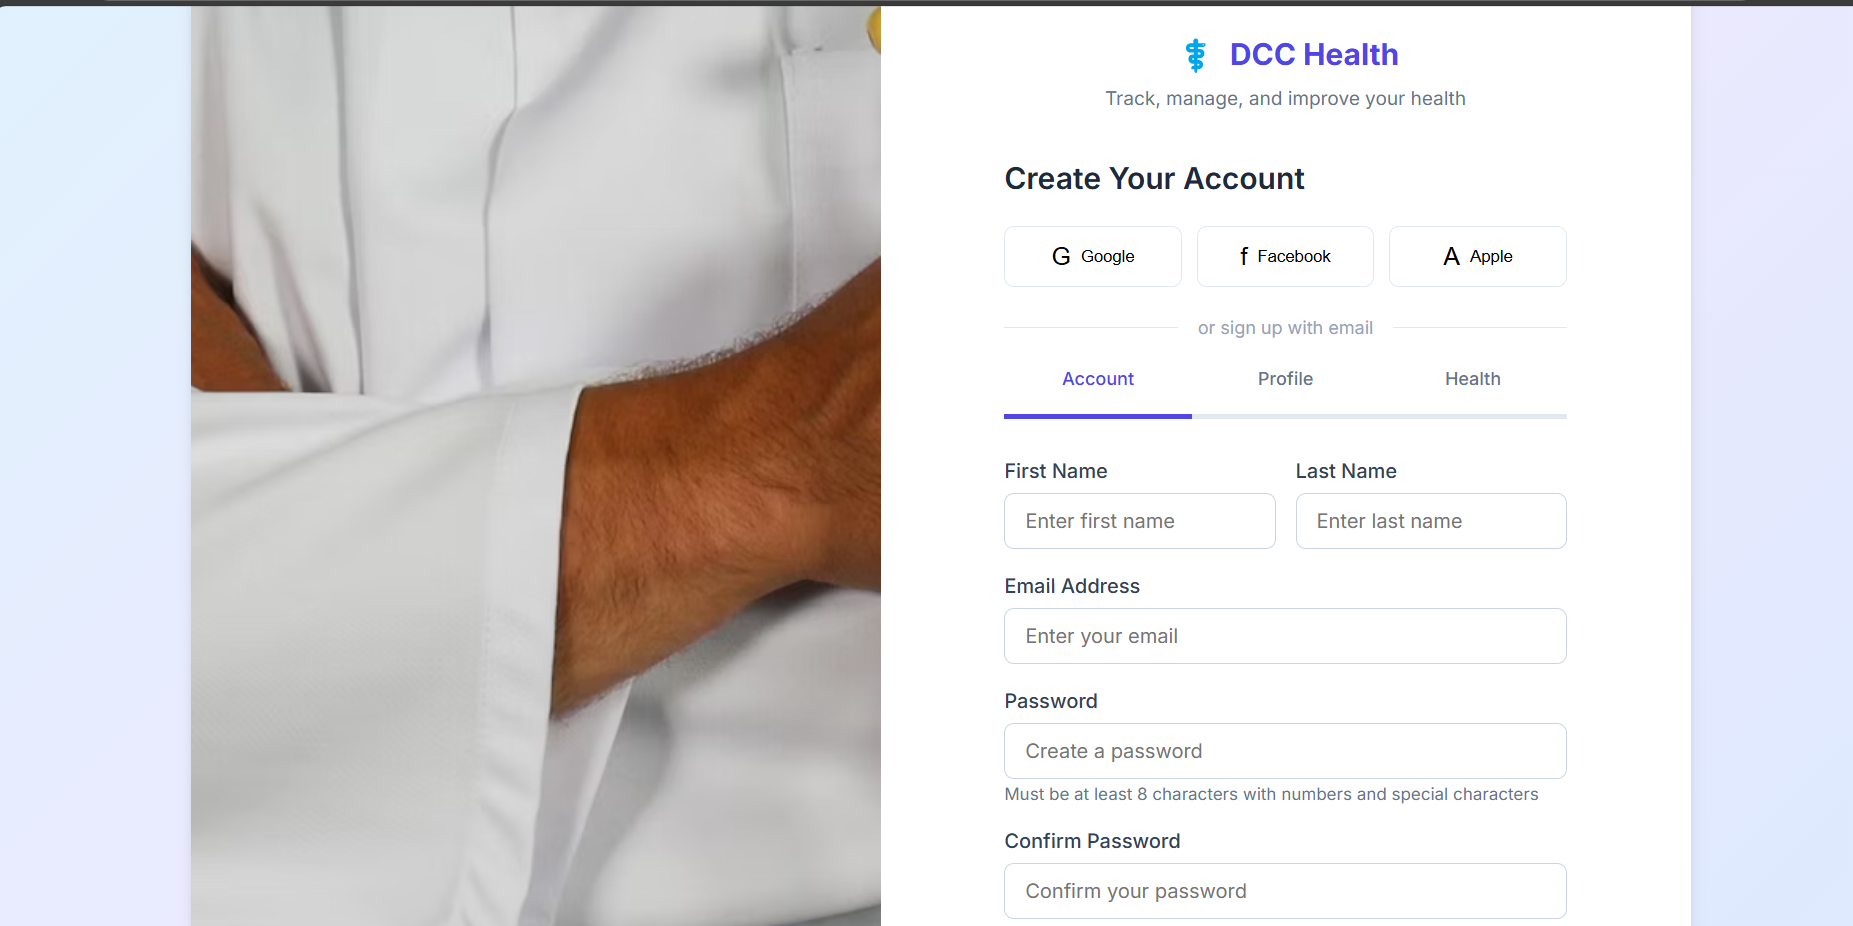 DCC Health
Track, manage, and improve your health
Create Your Account
G Google
f Facebook
A Apple
or sign up with email
Account Profile Health
First Name Last Name
Enter first name Enter last name
Email Address
Enter your email
Password
Create a password
Must be at least 8 characters with numbers and special characters
Confirm Password
Confirm your password